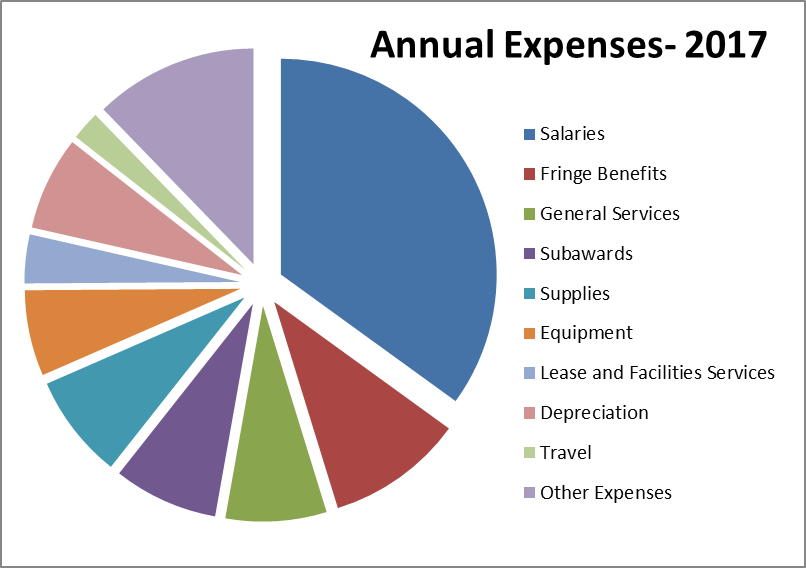 Annual Expenses- 2017
Salaries
Fringe Benefits
General Services
Subawards
Supplies
Equipment
Lease and Facilities Services
Depreciation
Travel
Other Expenses